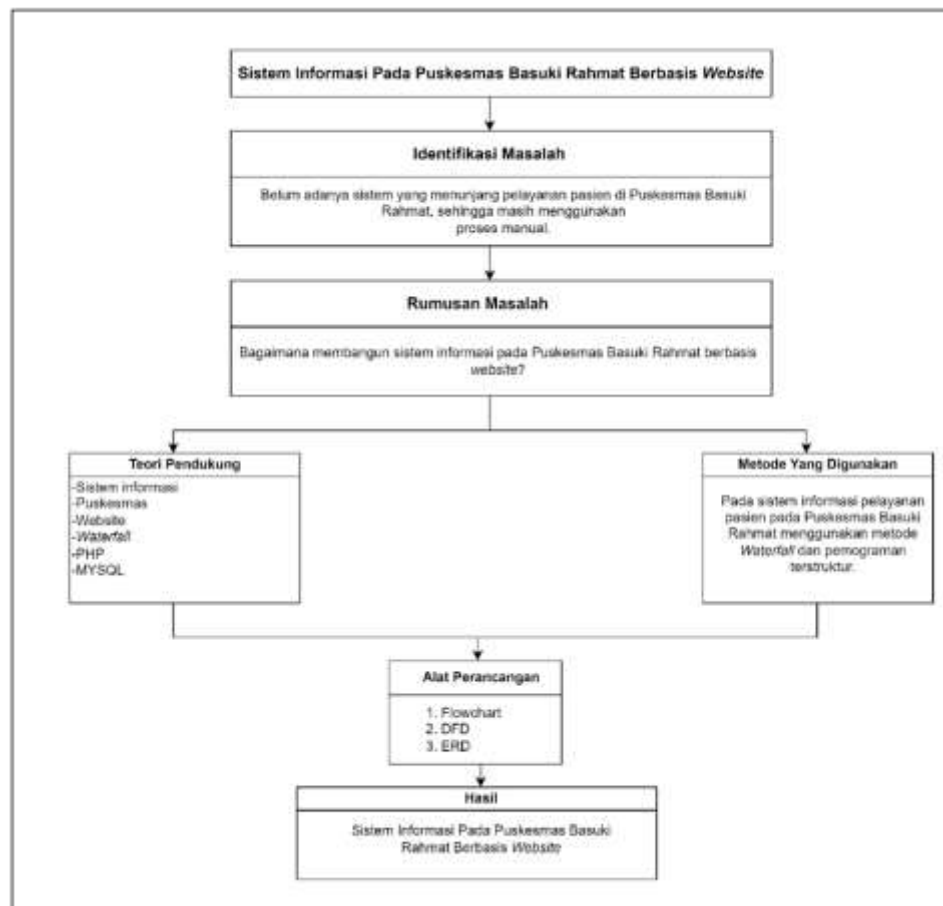 Sistem Informasi Pada Puskesmas Basuki Rahmat Berbasis Website
Identifikasi Masalah
Belum adanya sistem yang menunjang pelayanan pasien di Puskesmas Basuki
Rahmat, sehingga masih menggunakan
proses manual.
Rumusan Masalah
Bagaimana membangun sistem informasi pada Puskesmas Basuki Rahmat berbasis
website?
Teori Pendukung
-Sistem informasi
-Puskesmas
-Website
-Waterfall
-PHP
-MYSQL
Metode Yang Digunakan
Pada sistem informasi pelayanan
pasien pada Puskesmas Basuki
Rahmat menggunakan metode
Waterfall dan pemograman
terstruktur.
Alat Perancangan
1. Flowchart
2. DFD
3. ERD
Hasil
Sistem Informasi Pada Puskesmas Basuki
Rahmat Berbasis Website